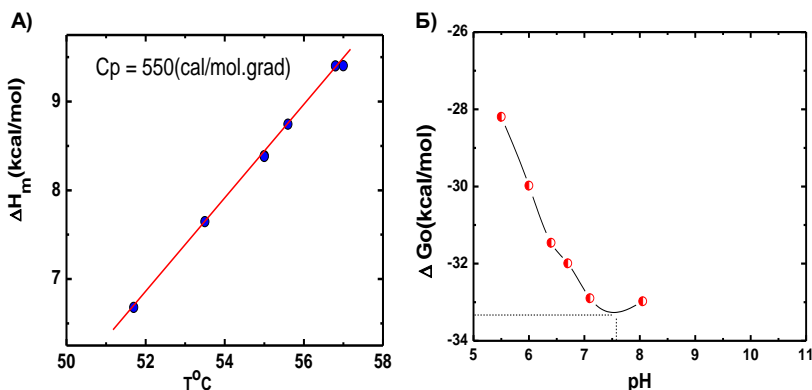 А)
Cp = 550(cal/mol.grad)
ΔHm(kcal/mol)
9
8
7
50 52 54 56 58
T°C
Б)
Δ Go(kcal/mol)
-26
-28
-30
-32
-34
5 6 7 8 9 10 11
pH